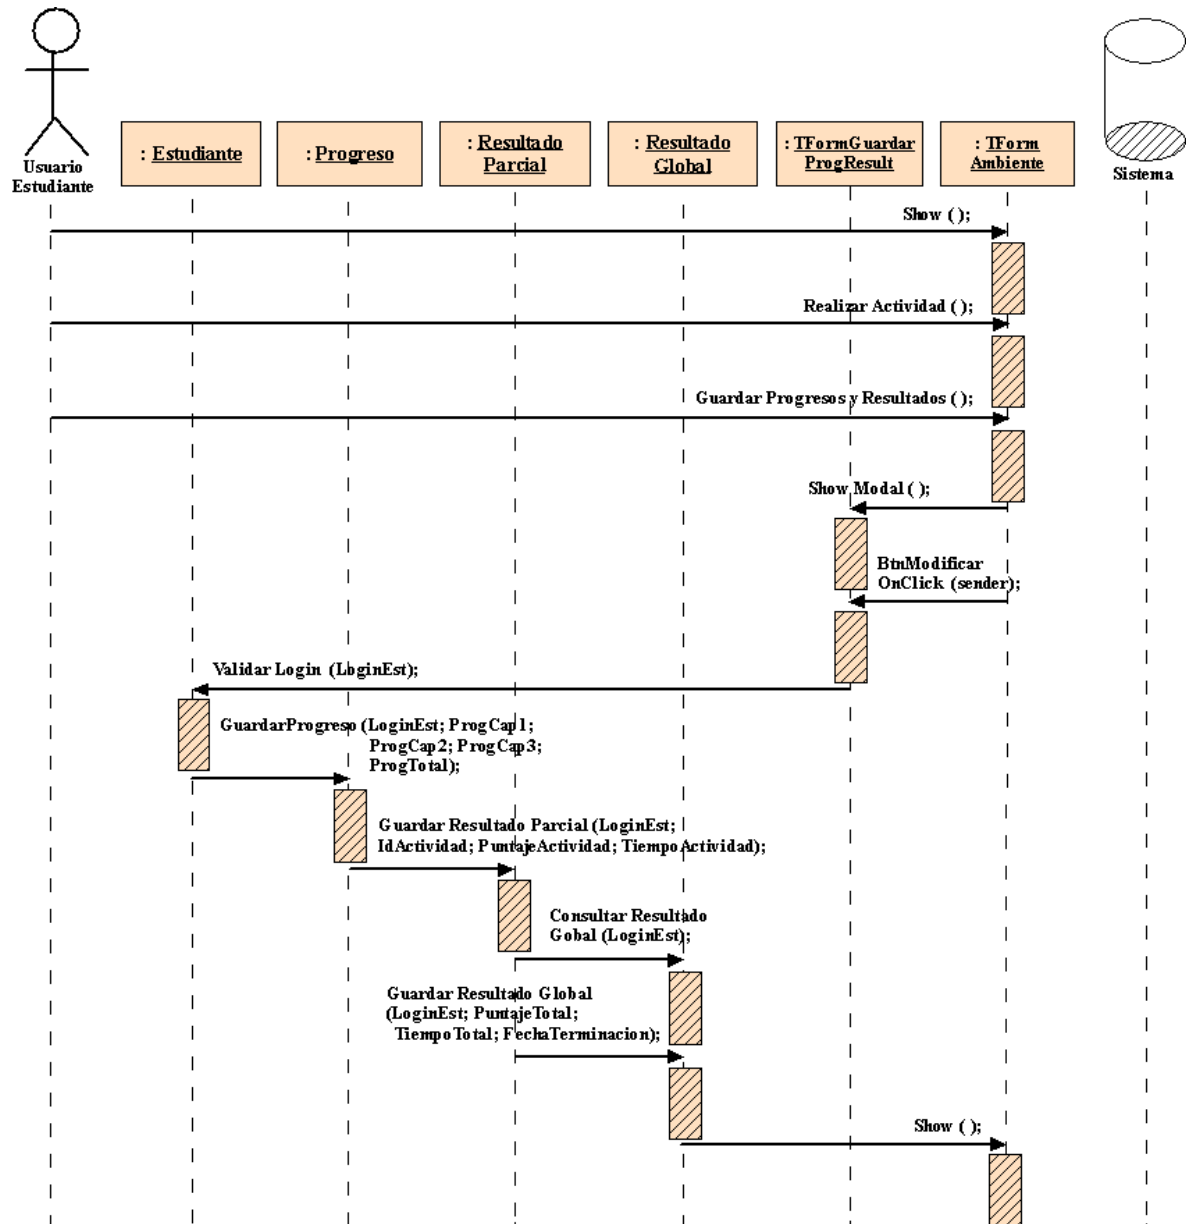 Usuario
Estudiante
: Estudiante
: Progreso
: Resultado
Parcial
: Resultado
Global
: TFormGuardar
ProgResult
: TForm
Ambiente
Sistema
Show ( );
Realizar Actividad ( );
Guardar Progresos y Resultados ( );
Show Modal ( );
BtnModificar
OnClick (sender);
Validar Login (LoginEst);
GuardarProgreso (LoginEst; ProgCap1;
ProgCap2; ProgCap3;
ProgTotal);
Guardar Resultado Parcial (LoginEst;
IdActividad; PuntajeActividad; TiempoActividad);
Consultar Resultado
Gobal (LoginEst);
Guardar Resultado Global
(LoginEst; PuntajeTotal;
TiempoTotal; FechaTerminacion);
Show ( );